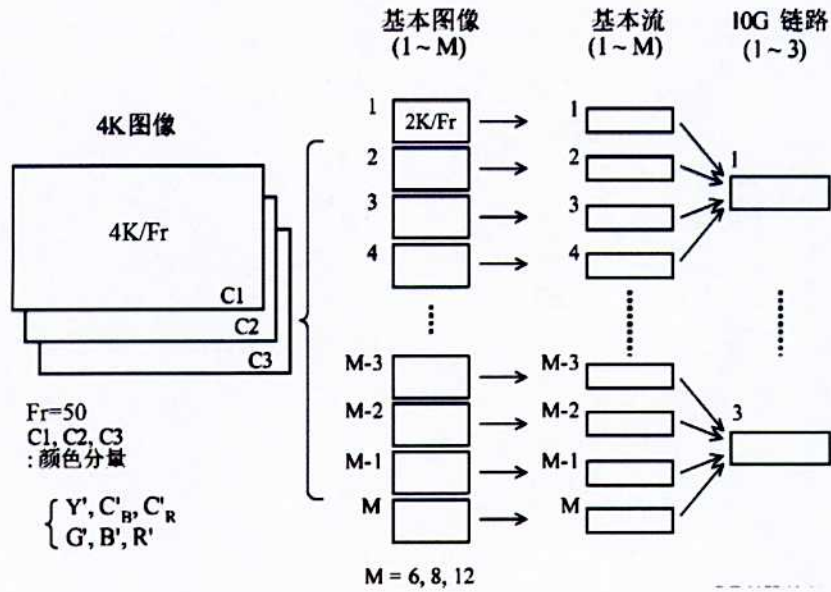 基本图像
(1~M)
基本流
(1~M)
10G 链路
(1~3)
4K图像
4K/Fr
C1
C2
C3
Fr=50
C1, C2, C3
: 颜色分量
Y', C'B, C'R
G', B', R'
1
2K/Fr
2
3
4
M-3
M-2
M-1
M
M = 6, 8, 12
1
2
3
4
M-3
M-2
M-1
M
1
3